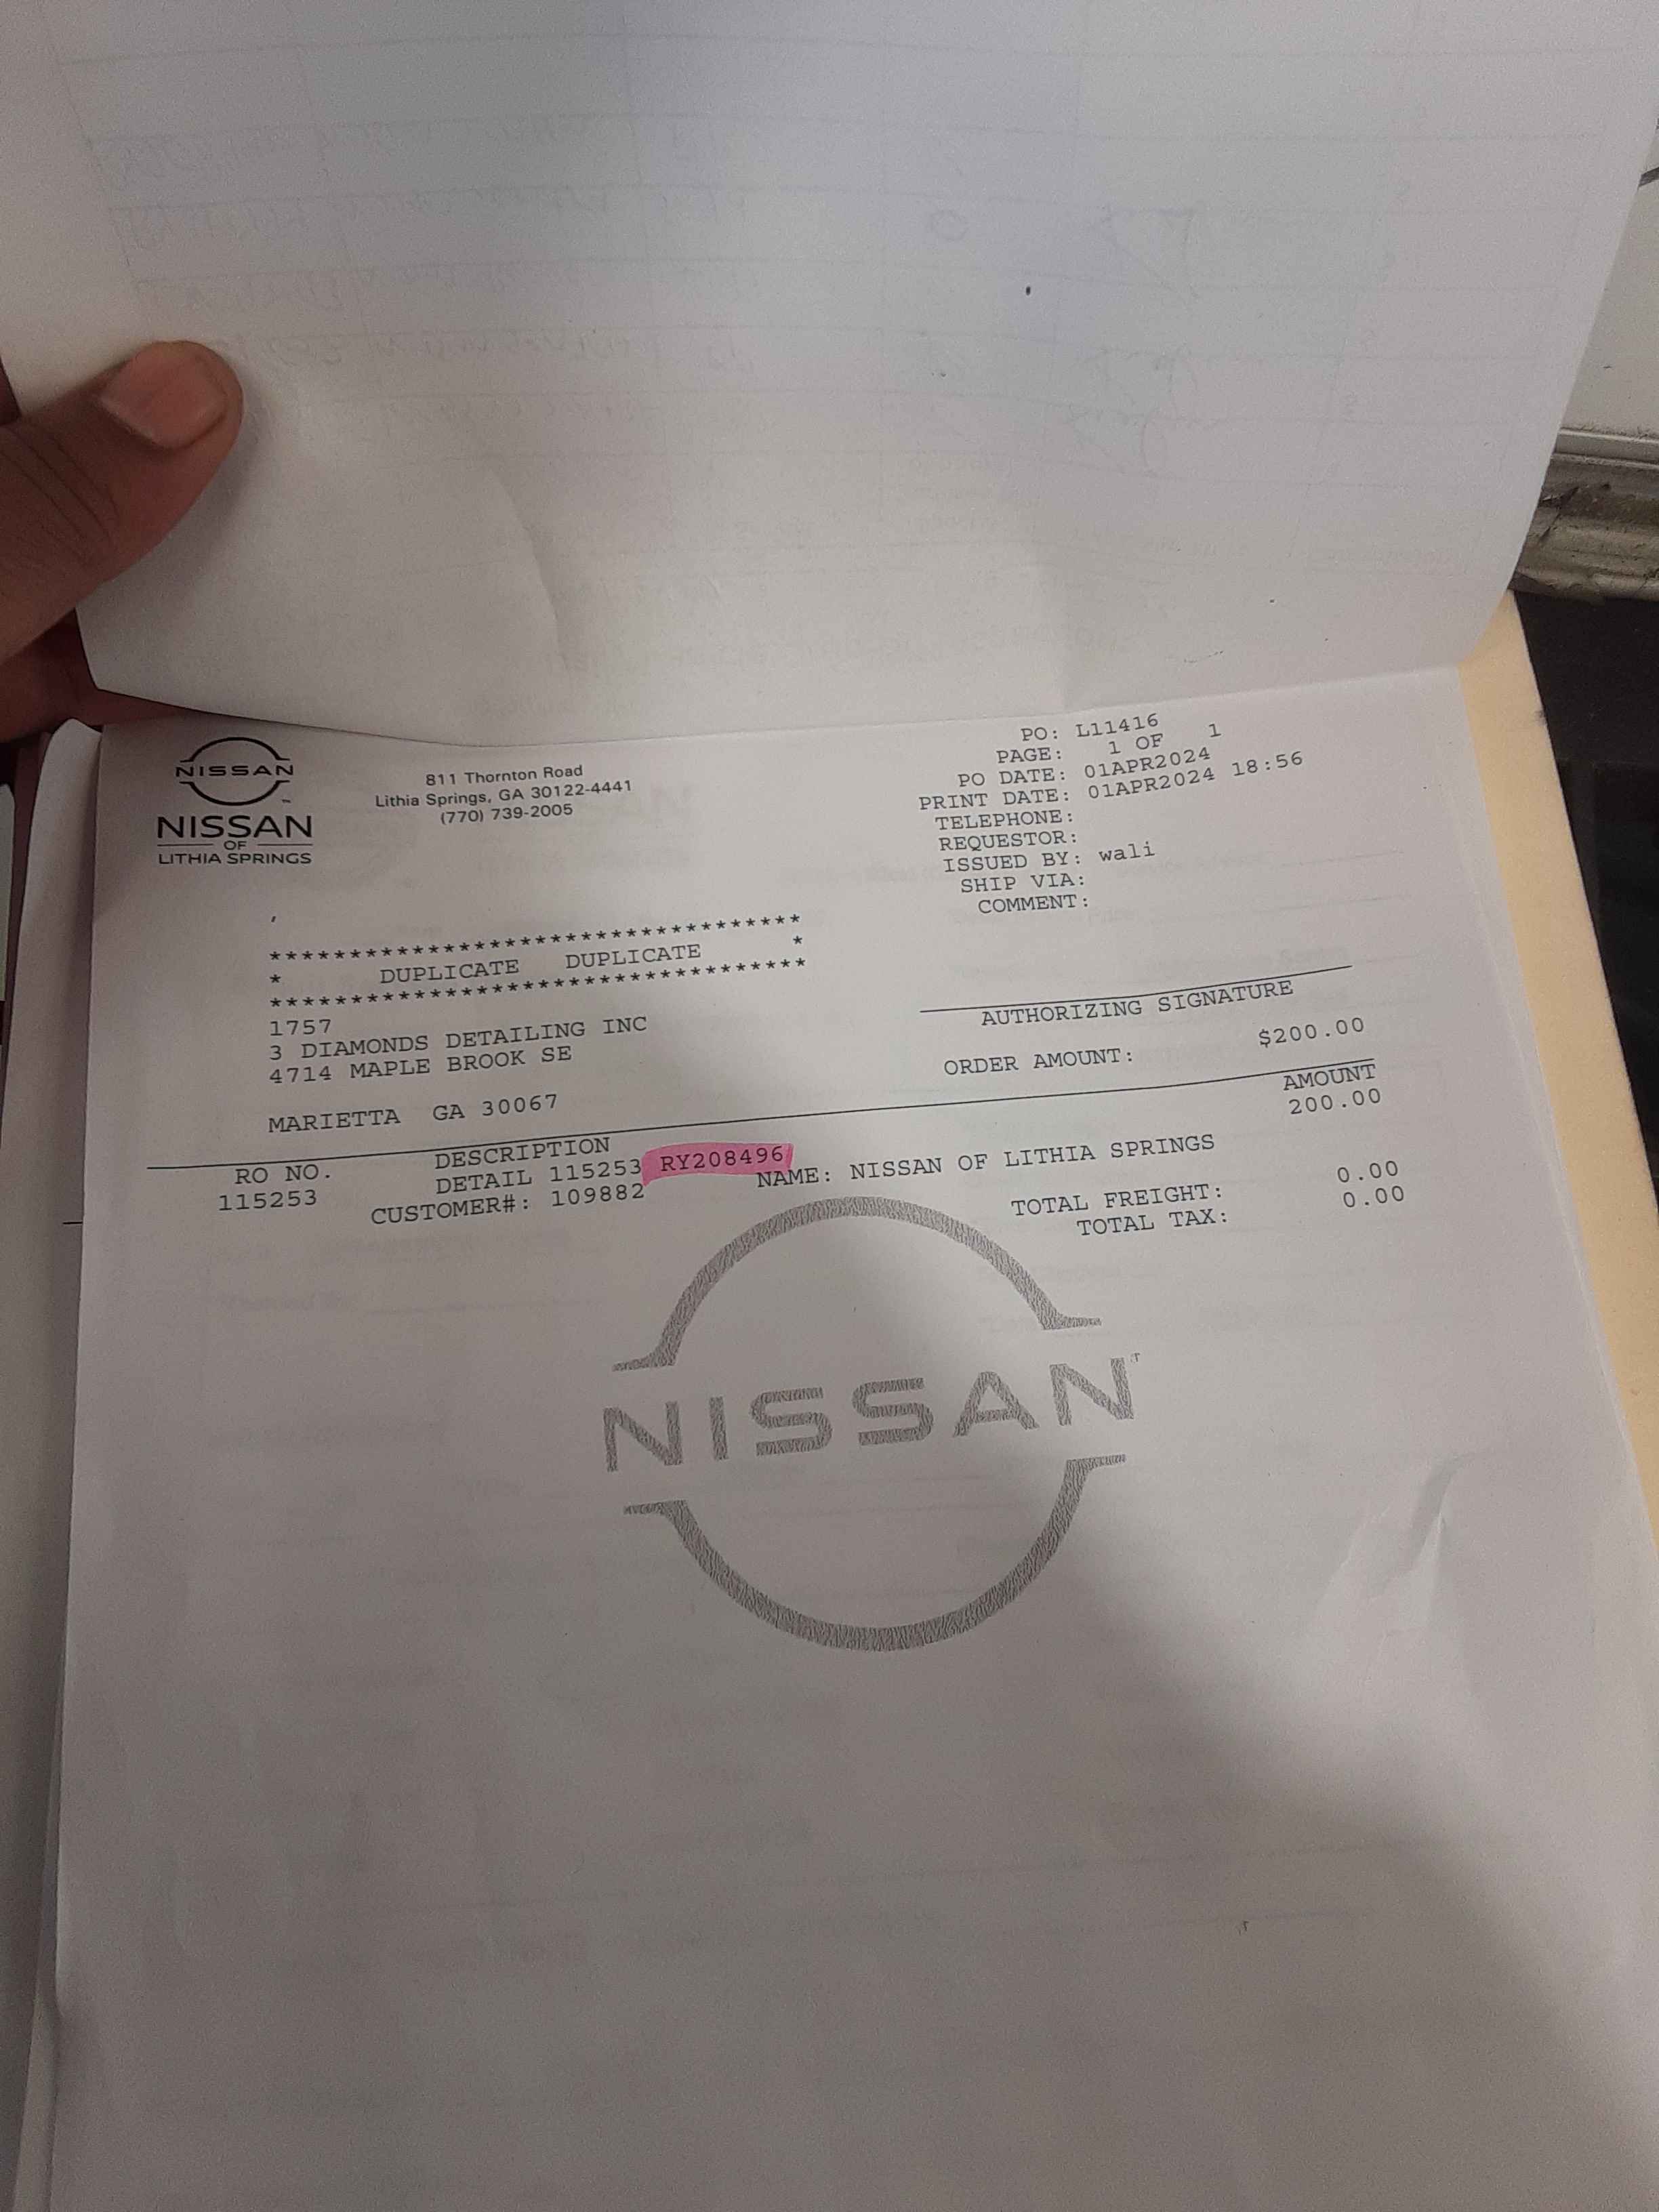 NISSAN
NISSAN
OF
LITHIA SPRINGS
811 Thornton Road
Lithia Springs, GA 30122-4441
(770) 739-2005
PO: L11416
PAGE: 1 OF 1
PO DATE: 01APR2024
PRINT DATE: 01APR2024 18:56
TELEPHONE:
REQUESTOR:
ISSUED BY: wali
SHIP VIA:
COMMENT:
,
***********************************
* DUPLICATE DUPLICATE *
***********************************
1757
3 DIAMONDS DETAILING INC
4714 MAPLE BROOK SE
MARIETTA GA 30067
AUTHORIZING SIGNATURE
ORDER AMOUNT: $200.00
RO NO. DESCRIPTION AMOUNT
115253 DETAIL 115253 RY208496 200.00
CUSTOMER#: 109882 NAME: NISSAN OF LITHIA SPRINGS
TOTAL FREIGHT: 0.00
TOTAL TAX: 0.00
NISSAN